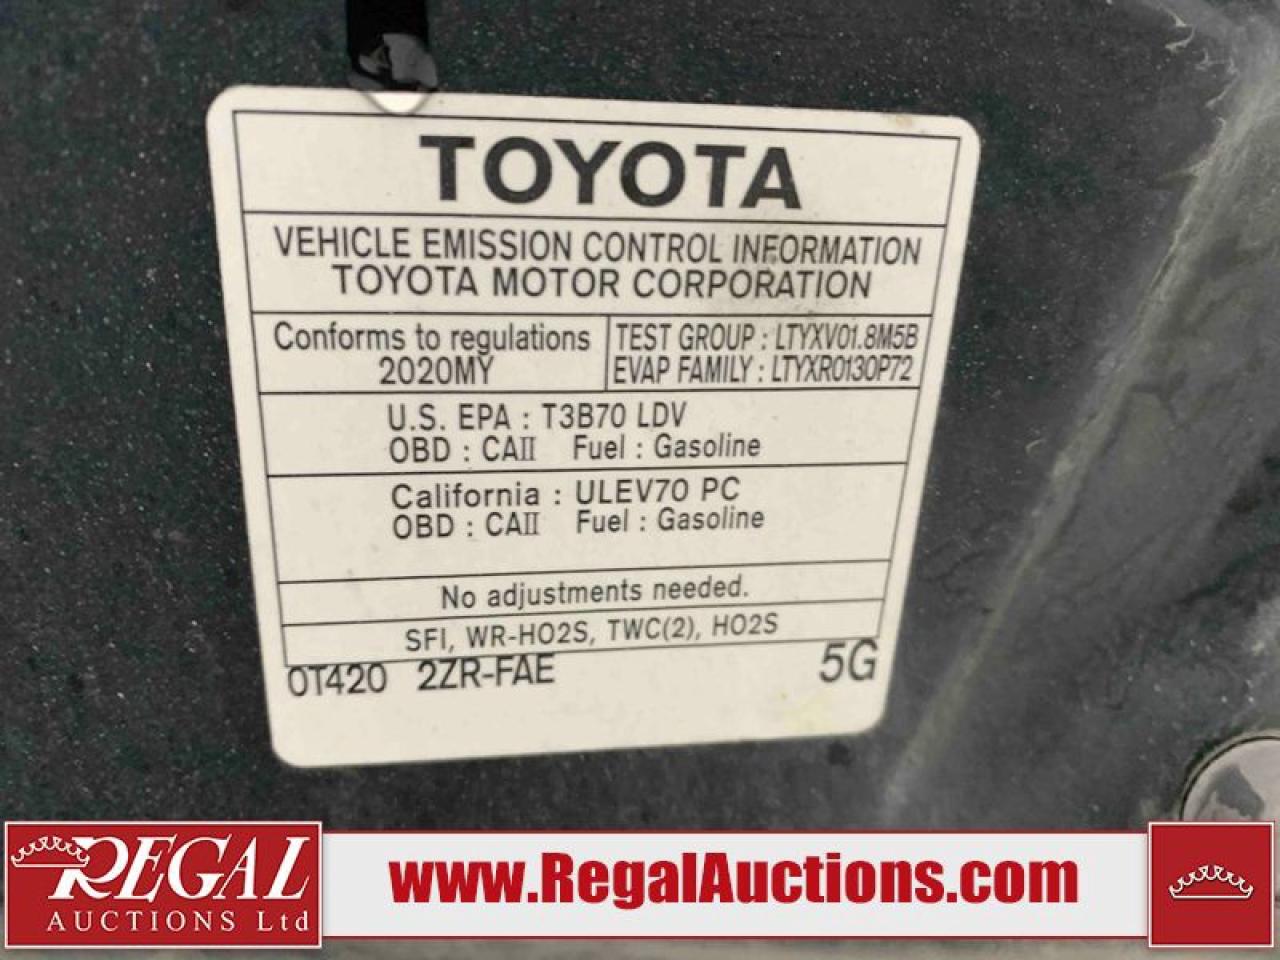 TOYOTA
VEHICLE EMISSION CONTROL INFORMATION
TOYOTA MOTOR CORPORATION
Conforms to regulations
2020MY
TEST GROUP : LTYXV01.8M5B
EVAP FAMILY : LTYXR0130P72
U.S. EPA : T3B70 LDV
OBD : CAII Fuel : Gasoline
California : ULEV70 PC
OBD : CAII Fuel : Gasoline
No adjustments needed.
SFI, WR-HO2S, TWC(2), HO2S
0T420 2ZR-FAE 5G
REGAL
AUCTIONS Ltd
www.RegalAuctions.com